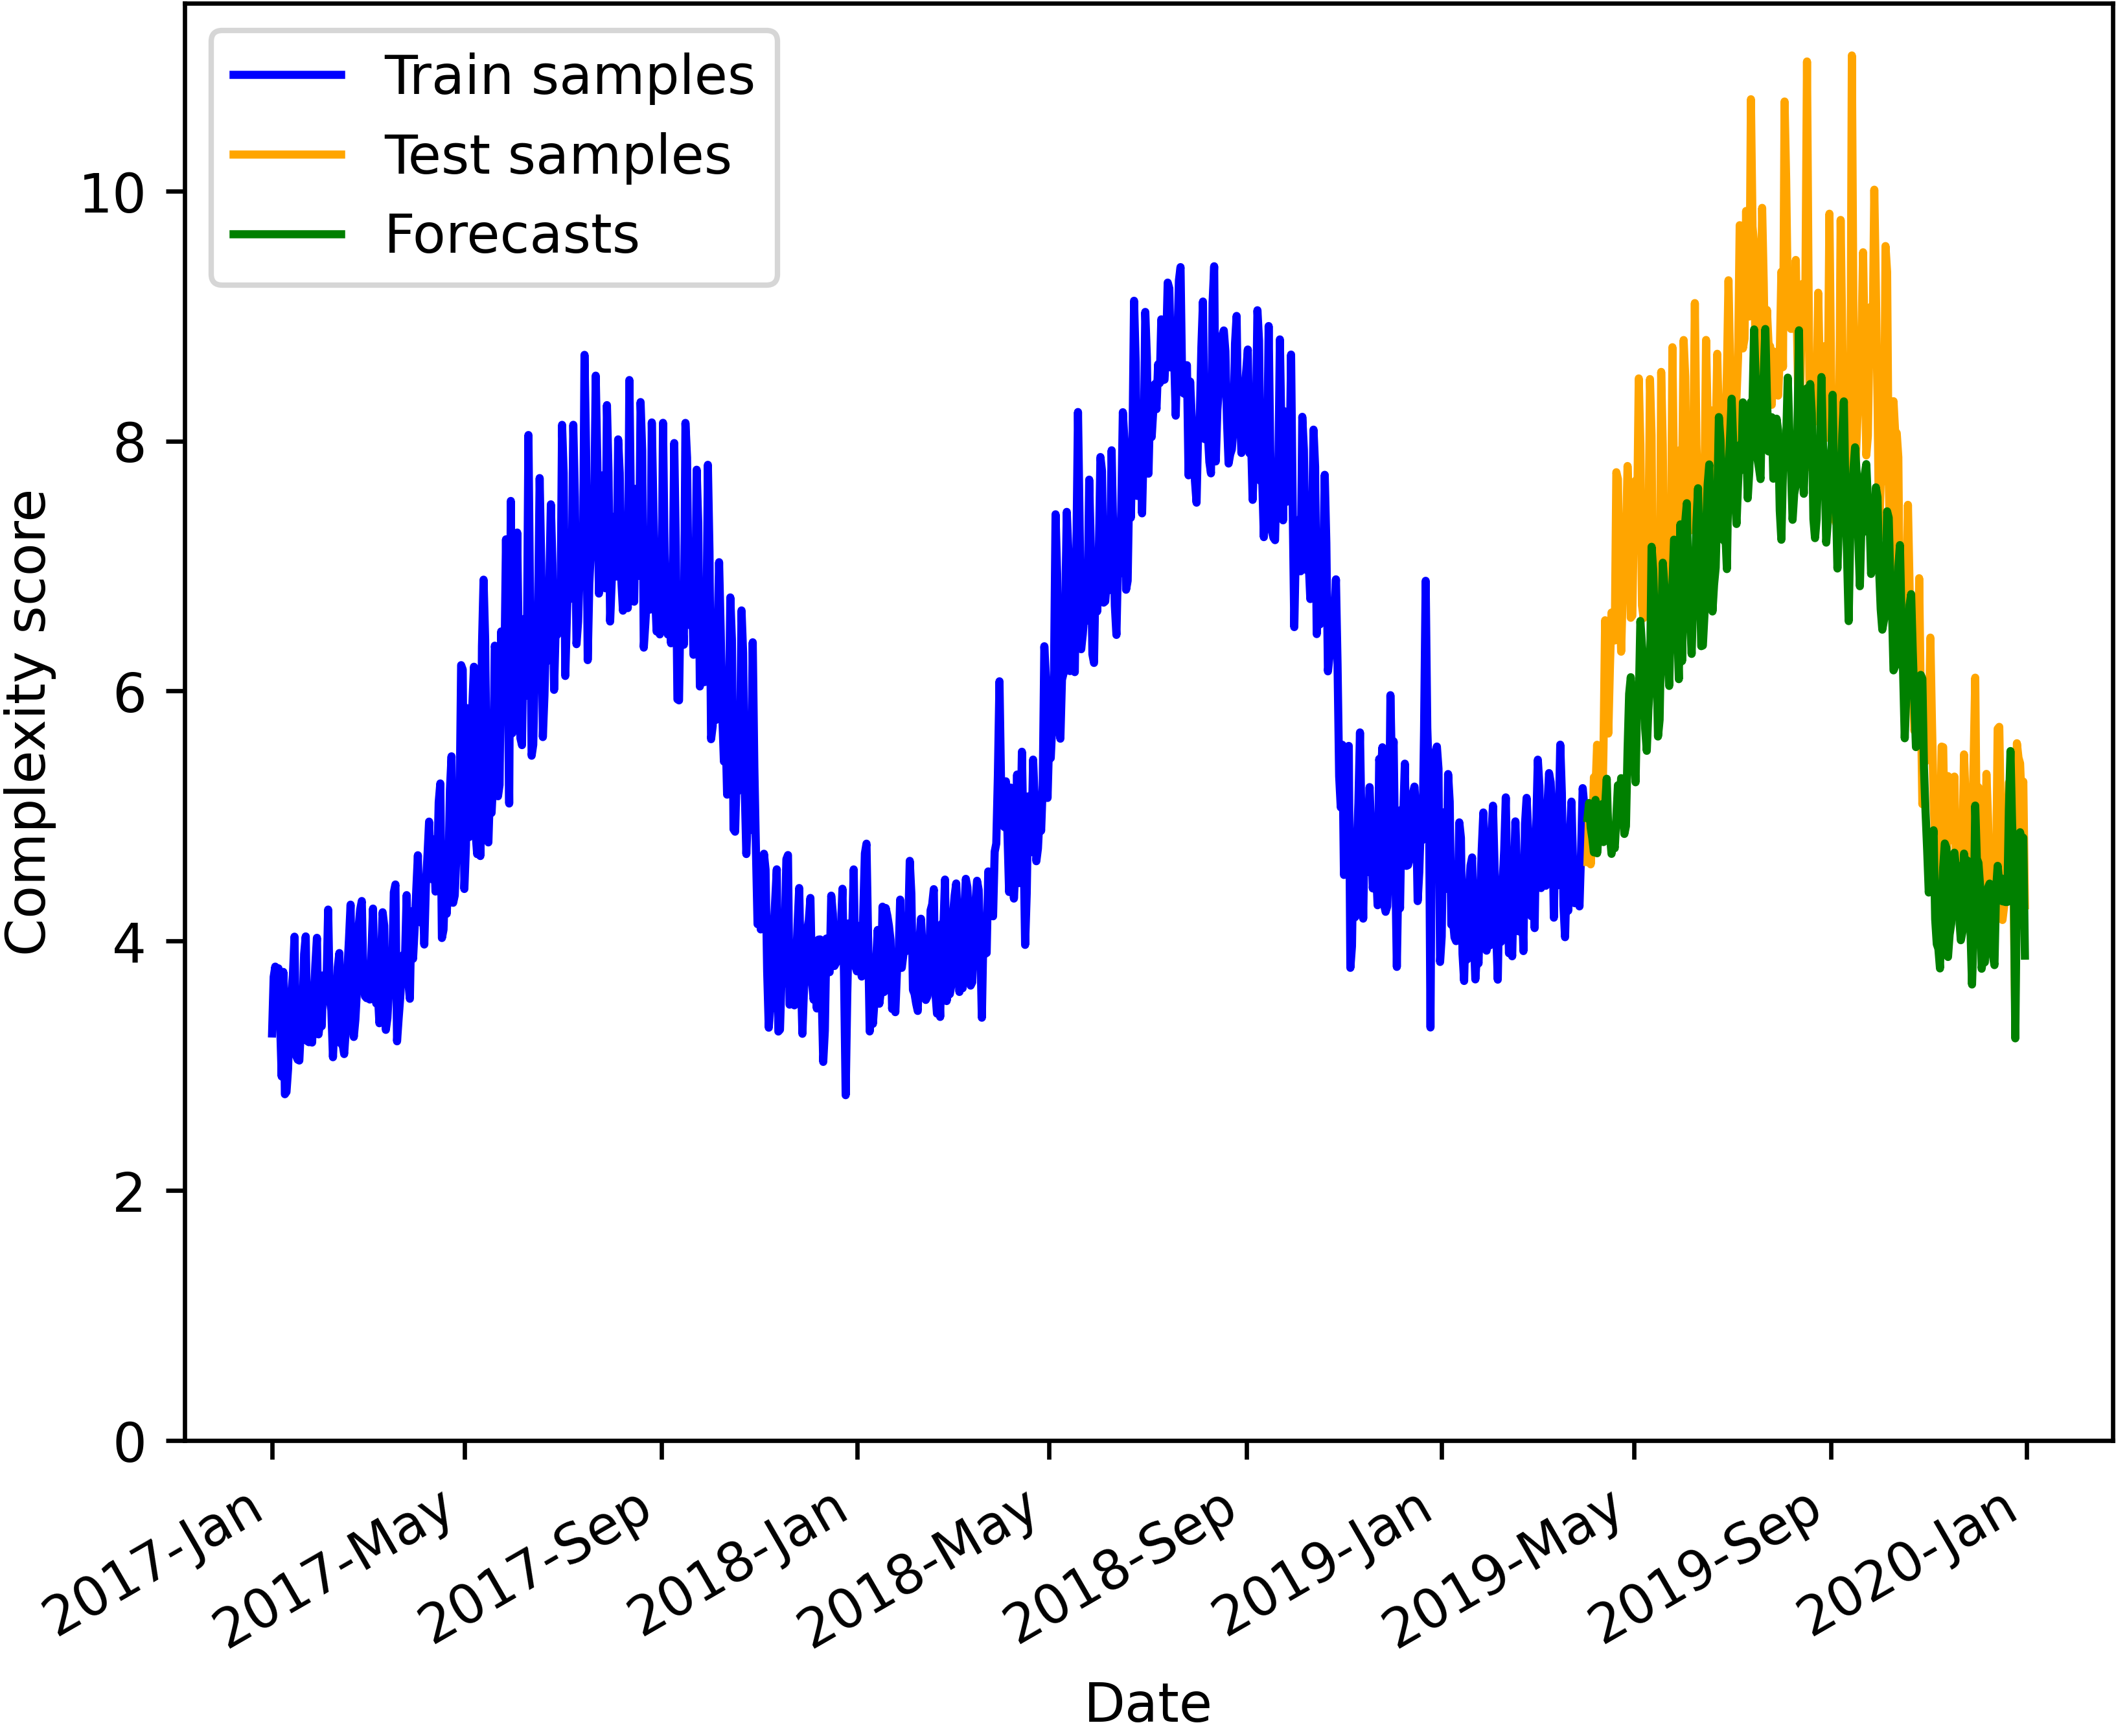 Train samples
Test samples
Forecasts
10
8
6
4
2
0
Complexity score
2017-Jan
2017-May
2017-Sep
2018-Jan
2018-May
2018-Sep
2019-Jan
2019-May
2019-Sep
2020-Jan
Date